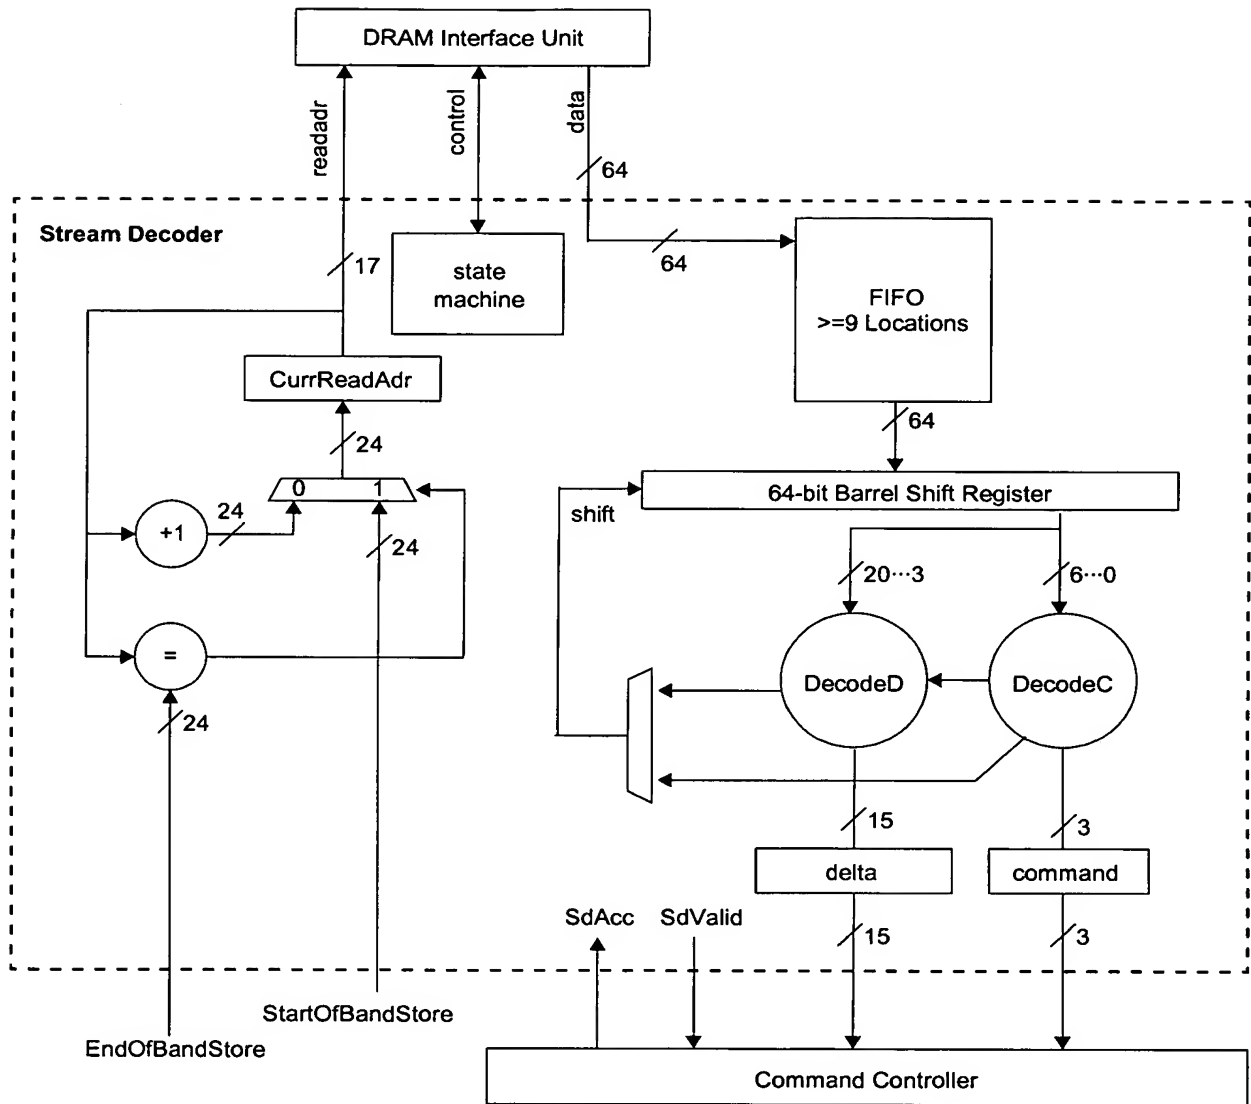 DRAM Interface Unit
readadr
control
data
64
Stream Decoder
17
state
machine
64
FIFO
>=9 Locations
CurrReadAdr
24
64
0 1
64-bit Barrel Shift Register
shift
+1
24
24
20...3
6...0
=
DecodeD
DecodeC
24
15
3
delta
command
SdAcc
SdValid
15
3
StartOfBandStore
EndOfBandStore
Command Controller